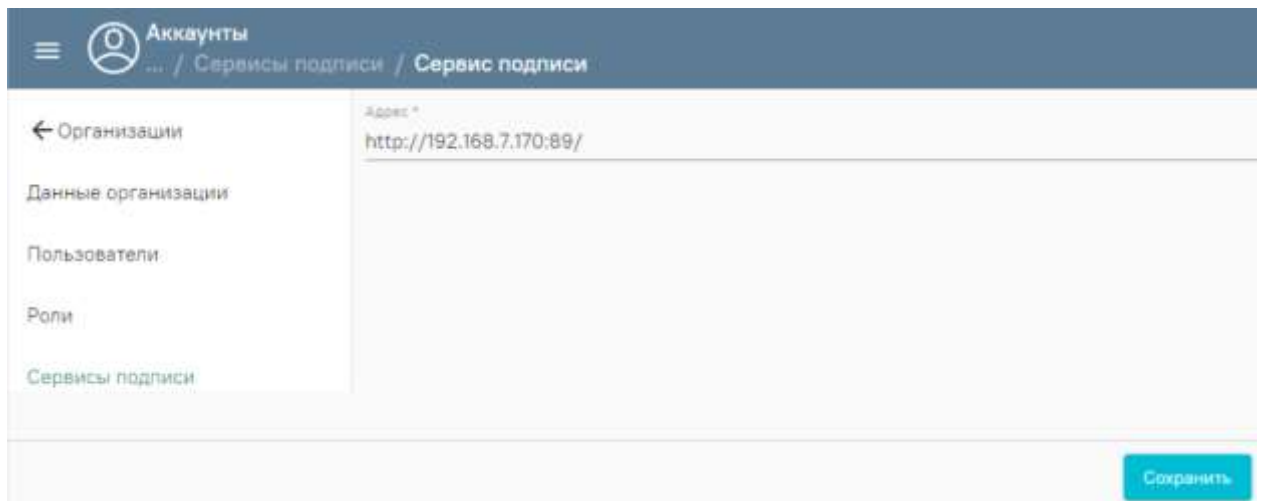 Аккаунты
... / Сервисы подписи / Сервис подписи
Организации
Адрес *
http://192.168.7.170:89/
Данные организации
Пользователи
Роли
Сервисы подписи
Сохранить